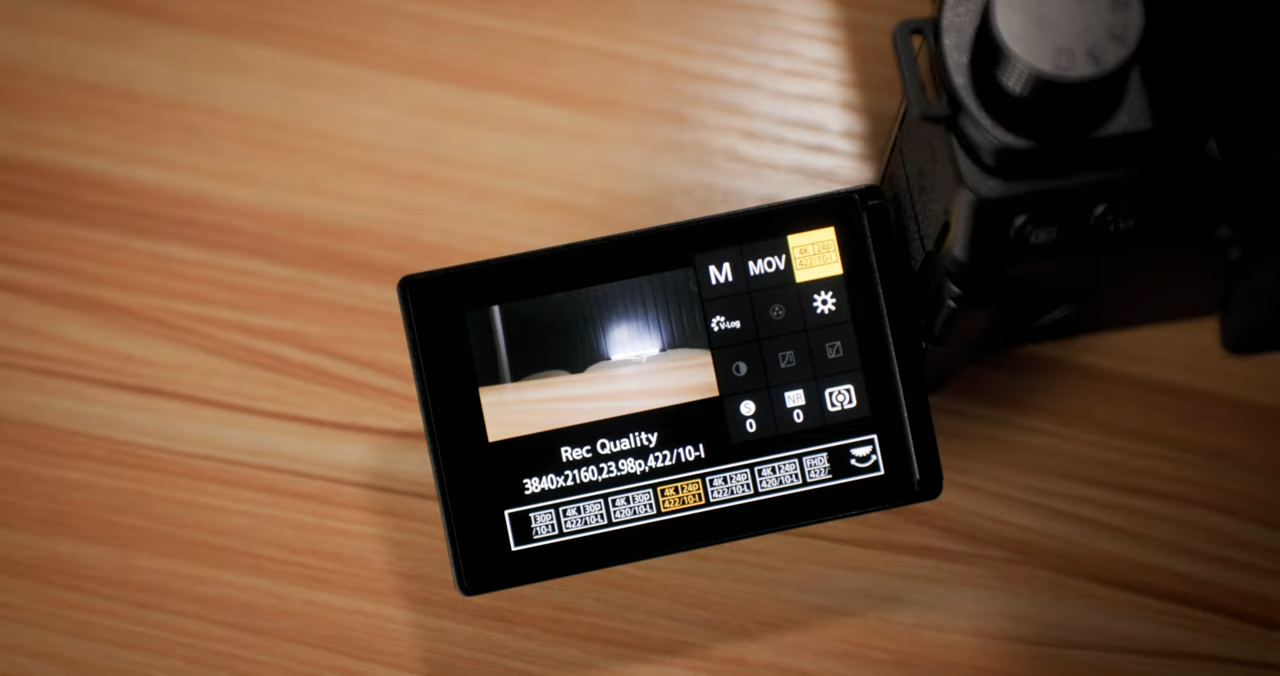 M MOV 4K 24p
422/10-I
V-Log
S NR
0 0
Rec Quality
3840x2160,23.98p,422/10-I
30p 4K 30p 4K 30p 4K 24p 4K 24p 4K 24p FHD
/10-I 422/10-L 420/10-L 422/10-I 422/10-L 420/10-L 422/